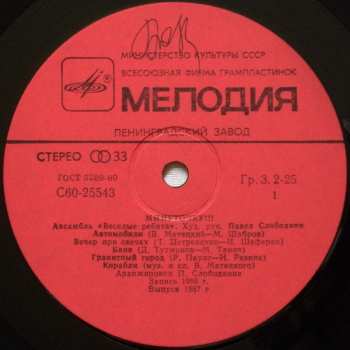 МИНИСТЕРСТВО КУЛЬТУРЫ СССР
ВСЕСОЮЗНАЯ ФИРМА ГРАМПЛАСТИНОК
МЕЛОДИЯ
ЛЕНИНГРАДСКИЙ ЗАВОД
СТЕРЕО 33
ГОСТ 5289-80
С60-25543
Гр. 3. 2-25
1
Ансамбль «Веселые ребята». Худ. рук. Павел Слободкин
Автомобили (В. Матецкий—М. Шабров)
Вечер при свечах (Т. Петренко—И. Шаферан)
Баня (Д. Тухманов—М. Танич)
Гранитный город (Р. Паулс—И. Резник)
Корабли (муз. и сл. В. Матецкого)
Аранжировки П. Слободкина
Запись 1986 г.
Выпуск 1987 г